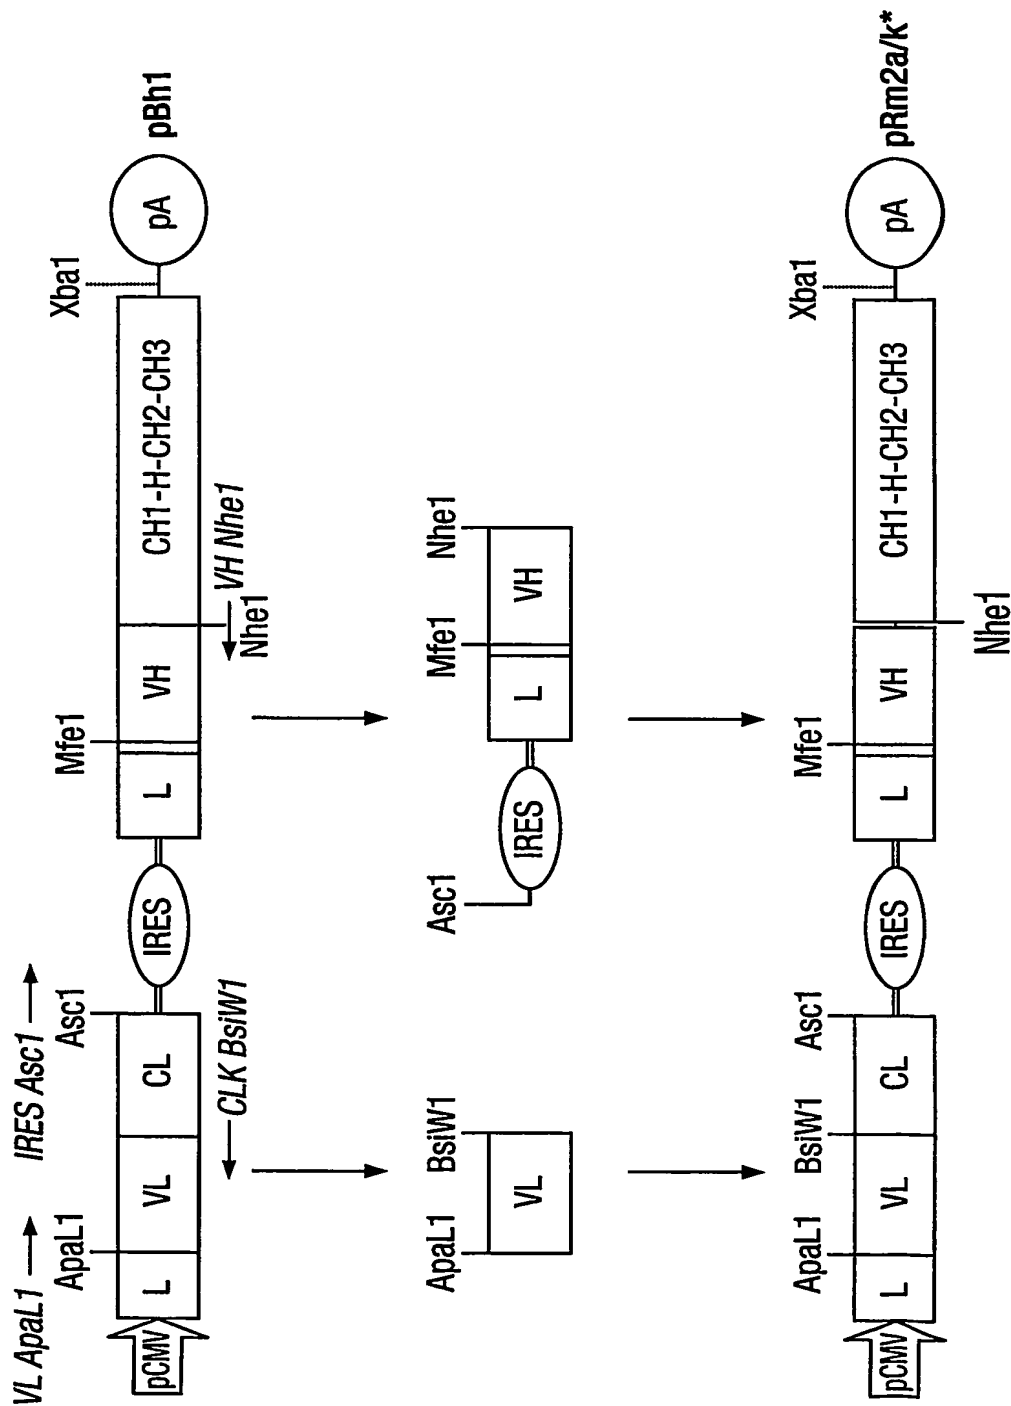 VL ApaL1
IRES Asc1
ApaL1
Asc1
Mfe1
Xba1
pCMV
L
VL
CL
IRES
L
VH
CH1-H-CH2-CH3
pA
pBh1
CLK BsiW1
Nhe1
VH Nhe1
ApaL1
BsiW1
VL
Asc1
IRES
Mfe1
Nhe1
L
VH
ApaL1
BsiW1
Asc1
Mfe1
Xba1
pCMV
L
VL
CL
IRES
L
VH
CH1-H-CH2-CH3
pA
pRm2a/k*
Nhe1